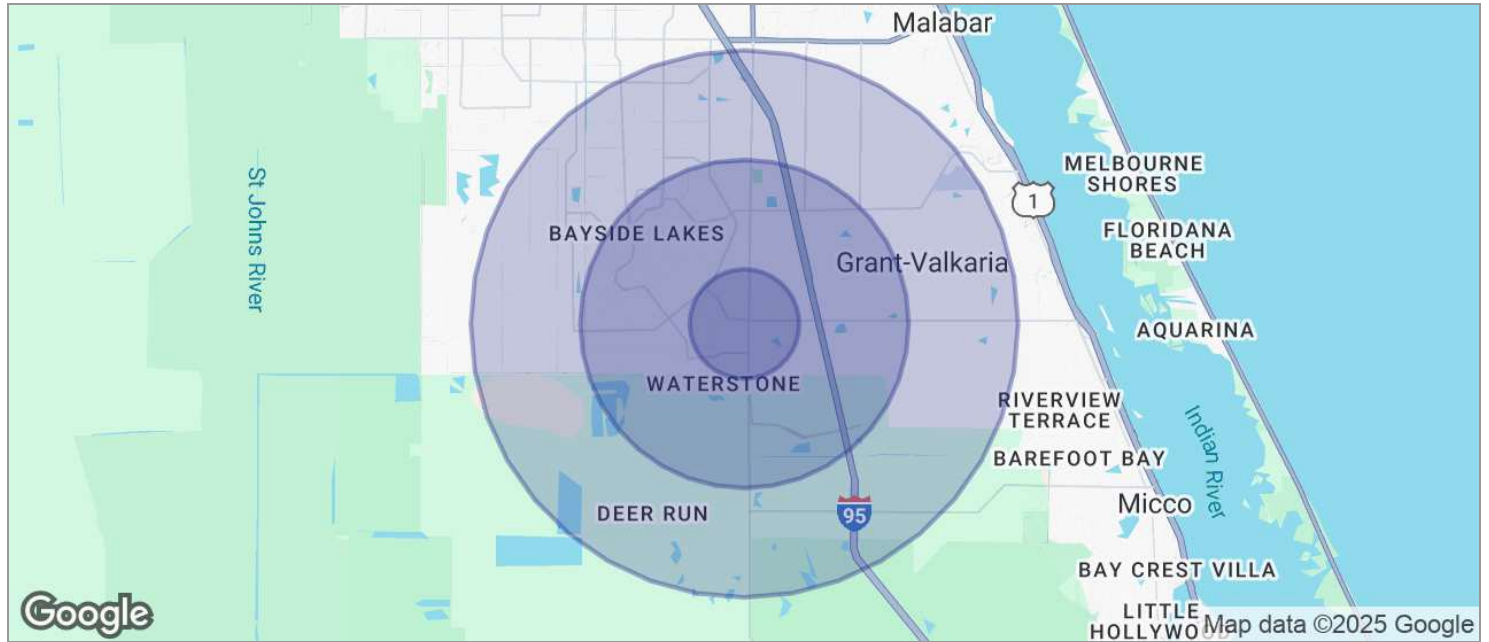 Malabar
St Johns River
MELBOURNE
SHORES
1
BAYSIDE LAKES
FLORIDANA
BEACH
Grant-Valkaria
AQUARINA
WATERSTONE
RIVERVIEW
TERRACE
Indian River
BAREFOOT BAY
Micco
DEER RUN
95
BAY CREST VILLA
LITTLE
Google
Map data ©2025 Google